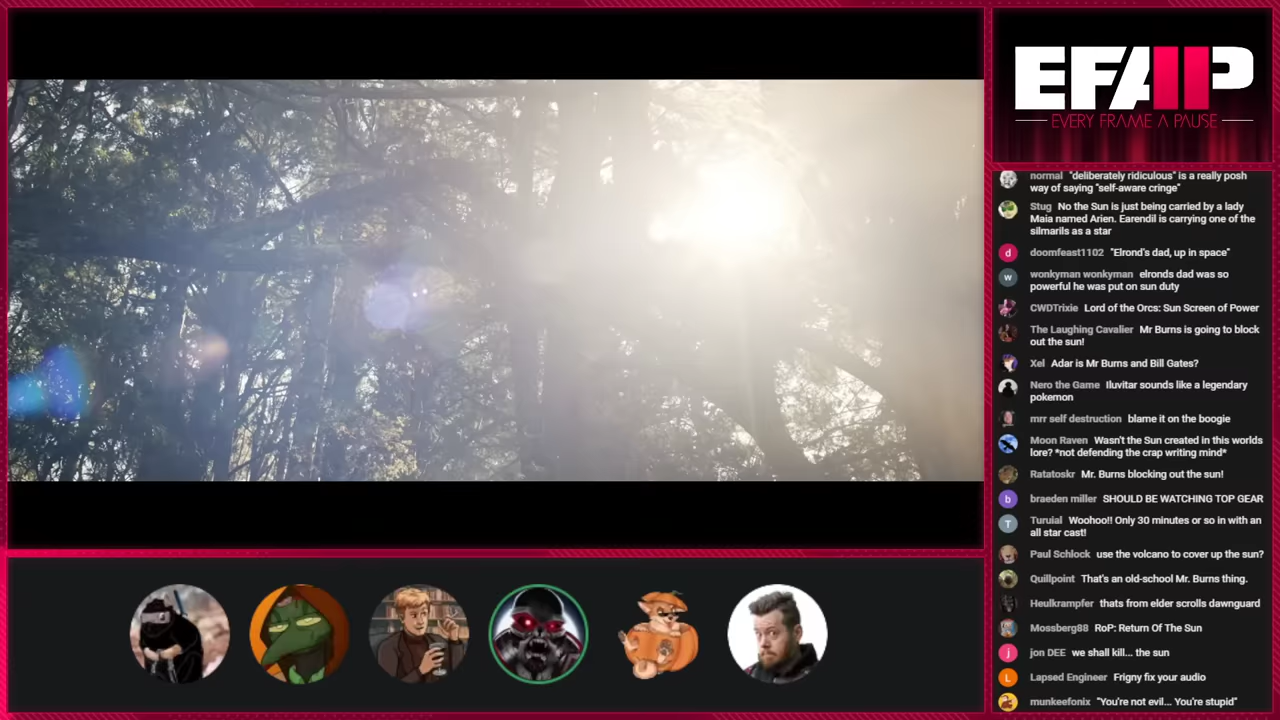 EFAP
EVERY FRAME A PAUSE
normal "deliberately ridiculous" is a really posh
way of saying "self-aware cringe"
Stug No the Sun is just being carried by a lady
Maia named Arien. Earendil is carrying one of the
silmarils as a star
d doomfeast1102 "Elrond's dad, up in space"
w wonkyman wonkyman elronds dad was so
powerful he was put on sun duty
CWDTrixie Lord of the Orcs: Sun Screen of Power
The Laughing Cavalier Mr Burns is going to block
out the sun!
Xel Adar is Mr Burns and Bill Gates?
Nero the Game Iluvitar sounds like a legendary
pokemon
mrr self destruction blame it on the boogie
Moon Raven Wasn't the Sun created in this worlds
lore? *not defending the crap writing mind*
Ratatoskr Mr. Burns blocking out the sun!
b braeden miller SHOULD BE WATCHING TOP GEAR
T Turuial Woohoo!! Only 30 minutes or so in with an
all star cast!
Paul Schlock use the volcano to cover up the sun?
Quillpoint That's an old-school Mr. Burns thing.
Heulkrampfer thats from elder scrolls dawnguard
Mossberg88 RoP: Return Of The Sun
j jon DEE we shall kill... the sun
L Lapsed Engineer Frigny fix your audio
munkeefonix "You're not evil... You're stupid"